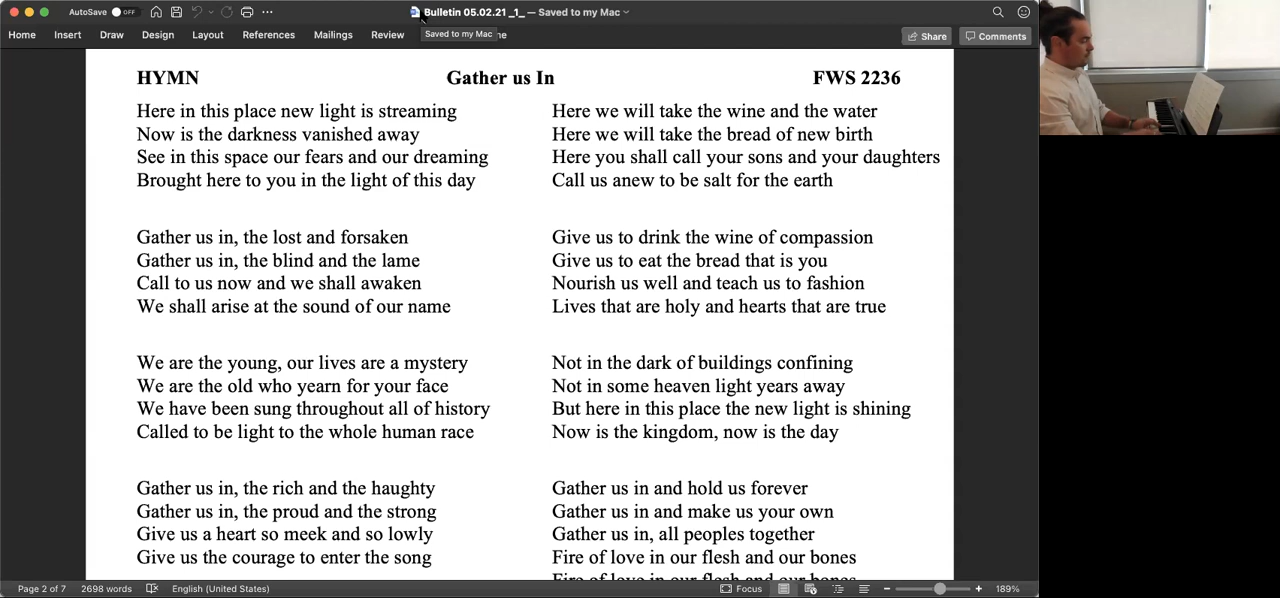 AutoSave OFF
Bulletin 05.02.21 _1_ — Saved to my Mac
Home Insert Draw Design Layout References Mailings Review
Saved to my Mac
Share Comments
HYMN Gather us In FWS 2236
Here in this place new light is streaming
Now is the darkness vanished away
See in this space our fears and our dreaming
Brought here to you in the light of this day
Gather us in, the lost and forsaken
Gather us in, the blind and the lame
Call to us now and we shall awaken
We shall arise at the sound of our name
We are the young, our lives are a mystery
We are the old who yearn for your face
We have been sung throughout all of history
Called to be light to the whole human race
Gather us in, the rich and the haughty
Gather us in, the proud and the strong
Give us a heart so meek and so lowly
Give us the courage to enter the song
Here we will take the wine and the water
Here we will take the bread of new birth
Here you shall call your sons and your daughters
Call us anew to be salt for the earth
Give us to drink the wine of compassion
Give us to eat the bread that is you
Nourish us well and teach us to fashion
Lives that are holy and hearts that are true
Not in the dark of buildings confining
Not in some heaven light years away
But here in this place the new light is shining
Now is the kingdom, now is the day
Gather us in and hold us forever
Gather us in and make us your own
Gather us in, all peoples together
Fire of love in our flesh and our bones
Fire of love in our flesh and our bones
Page 2 of 7 2698 words English (United States) Focus 189%